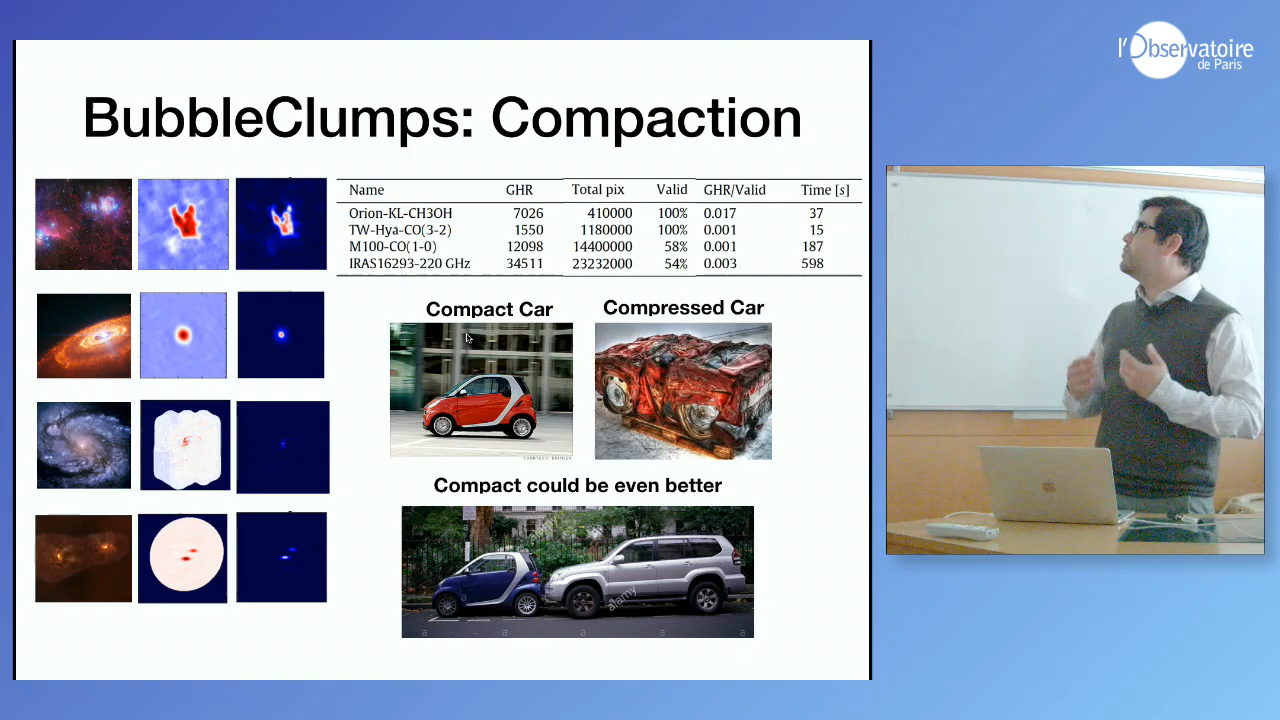 l'Observatoire
de Paris
BubbleClumps: Compaction
Name GHR Total pix Valid GHR/Valid Time [s]
Orion-KL-CH3OH 7026 410000 100% 0.017 37
TW-Hya-CO(3-2) 1550 1180000 100% 0.001 15
M100-CO(1-0) 12098 14400000 58% 0.001 187
IRAS16293-220 GHz 34511 23232000 54% 0.003 598
Compact Car
Compressed Car
COURTESY: DAIMLER
Compact could be even better
alamy
a a a a a